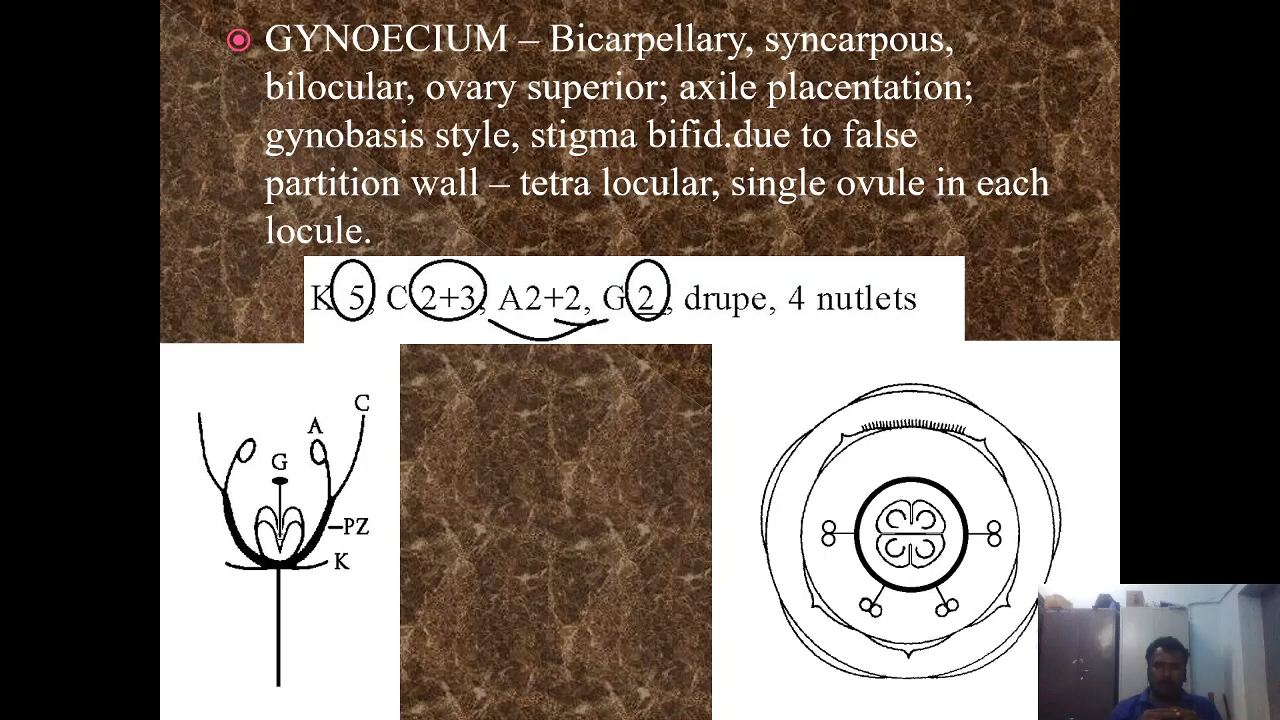 GYNOECIUM – Bicarpellary, syncarpous,
bilocular, ovary superior; axile placentation;
gynobasis style, stigma bifid.due to false
partition wall – tetra locular, single ovule in each
locule.
K 5, C 2+3, A2+2, G 2 , drupe, 4 nutlets
C
A
G
PZ
K